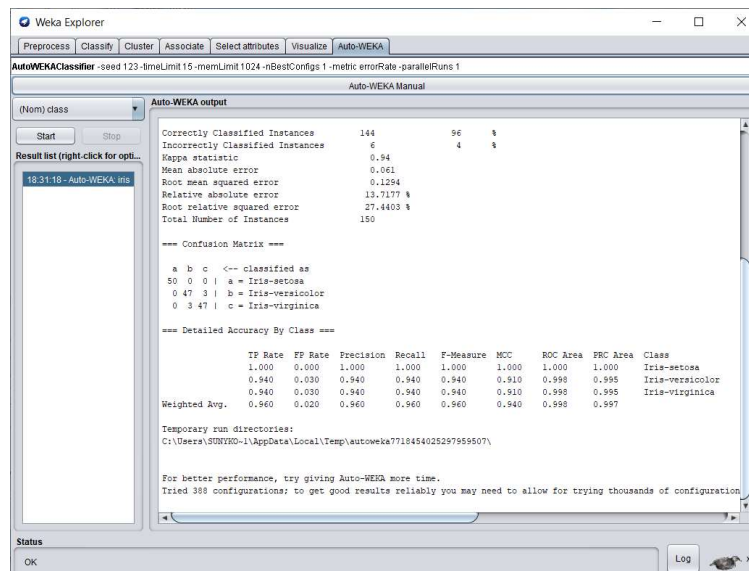 Weka Explorer
Preprocess Classify Cluster Associate Select attributes Visualize Auto-WEKA
AutoWEKAClassifier -seed 123 -timeLimit 15 -memLimit 1024 -nBestConfigs 1 -metric errorRate -parallelRuns 1
Auto-WEKA Manual
(Nom) class
Start Stop
Result list (right-click for opti...
18:31:18 - Auto-WEKA: iris
Auto-WEKA output
Correctly Classified Instances 144 96 %
Incorrectly Classified Instances 6 4 %
Kappa statistic 0.94
Mean absolute error 0.061
Root mean squared error 0.1294
Relative absolute error 13.7177 %
Root relative squared error 27.4403 %
Total Number of Instances 150
=== Confusion Matrix ===
a b c <-- classified as
50 0 0 | a = Iris-setosa
0 47 3 | b = Iris-versicolor
0 3 47 | c = Iris-virginica
=== Detailed Accuracy By Class ===
TP Rate FP Rate Precision Recall F-Measure MCC ROC Area PRC Area Class
1.000 0.000 1.000 1.000 1.000 1.000 1.000 1.000 Iris-setosa
0.940 0.030 0.940 0.940 0.940 0.910 0.998 0.995 Iris-versicolor
0.940 0.030 0.940 0.940 0.940 0.910 0.998 0.995 Iris-virginica
Weighted Avg. 0.960 0.020 0.960 0.960 0.960 0.940 0.998 0.997
Temporary run directories:
C:\Users\SUNYKO~1\AppData\Local\Temp\autoweka7718454025297959507\
For better performance, try giving Auto-WEKA more time.
Tried 388 configurations; to get good results reliably you may need to allow for trying thousands of configuration
Status
OK
Log
x